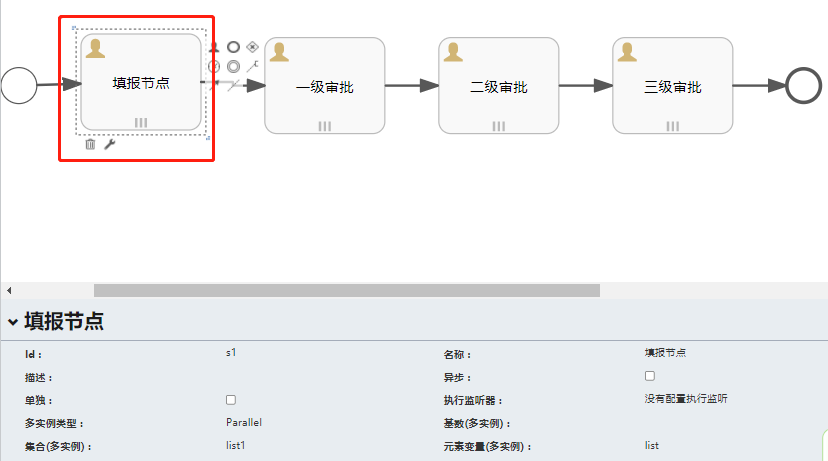 填报节点 一级审批 二级审批 三级审批
填报节点
Id： s1 名称： 填报节点
描述： 异步：
单独： 执行监听器： 没有配置执行监听
多实例类型： Parallel 基数(多实例)：
集合(多实例)： list1 元素变量(多实例)： list